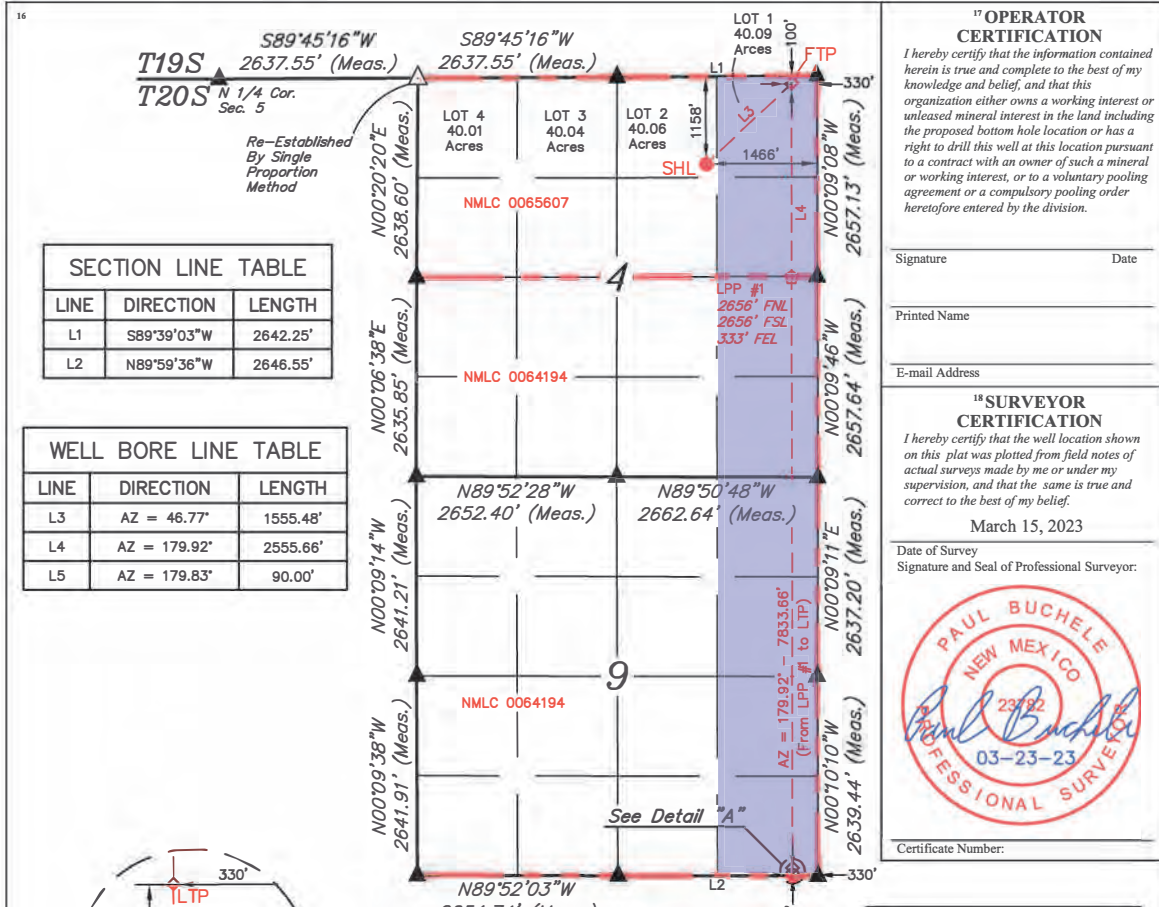 16
S89°45'16"W
2637.55' (Meas.)
S89°45'16"W
2637.55' (Meas.)
T19S
T20S
N 1/4 Cor.
Sec. 5
Re-Established
By Single
Proportion
Method
LOT 1
40.09
Arces
100'
FTP
L1
330'
LOT 4
40.01
Acres
LOT 3
40.04
Acres
LOT 2
40.06
Acres
1158'
L3
SHL
1466'
N00°20'20"E
2638.60' (Meas.)
N00°09'08"W
2657.13' (Meas.)
NMLC 0065607
L4
4
LPP #1
2656' FNL
2656' FSL
333' FEL
N00°06'38"E
2635.85' (Meas.)
N00°09'46"W
2657.64' (Meas.)
NMLC 0064194
N89°52'28"W
2652.40' (Meas.)
N89°50'48"W
2662.64' (Meas.)
N00°09'14"W
2641.21' (Meas.)
N00°09'11"E
2637.20' (Meas.)
9
NMLC 0064194
AZ = 179.92° - 7833.66'
(From LPP #1 to LTP)
N00°09'38"W
2641.91' (Meas.)
N00°10'10"W
2639.44' (Meas.)
See Detail "A"
330'
L2
N89°52'03"W
SECTION LINE TABLE
LINE DIRECTION LENGTH
L1 S89°39'03"W 2642.25'
L2 N89°59'36"W 2646.55'
WELL BORE LINE TABLE
LINE DIRECTION LENGTH
L3 AZ = 46.77° 1555.48'
L4 AZ = 179.92° 2555.66'
L5 AZ = 179.83° 90.00'
330'
LTP
17 OPERATOR
CERTIFICATION
I hereby certify that the information contained
herein is true and complete to the best of my
knowledge and belief, and that this
organization either owns a working interest or
unleased mineral interest in the land including
the proposed bottom hole location or has a
right to drill this well at this location pursuant
to a contract with an owner of such a mineral
or working interest, or to a voluntary pooling
agreement or a compulsory pooling order
heretofore entered by the division.
Signature Date
Printed Name
E-mail Address
18 SURVEYOR
CERTIFICATION
I hereby certify that the well location shown
on this plat was plotted from field notes of
actual surveys made by me or under my
supervision, and that the same is true and
correct to the best of my belief.
March 15, 2023
Date of Survey
Signature and Seal of Professional Surveyor:
PAUL BUCHELE
NEW MEXICO
23782
Paul Buchele
03-23-23
PROFESSIONAL SURVEYOR
Certificate Number: